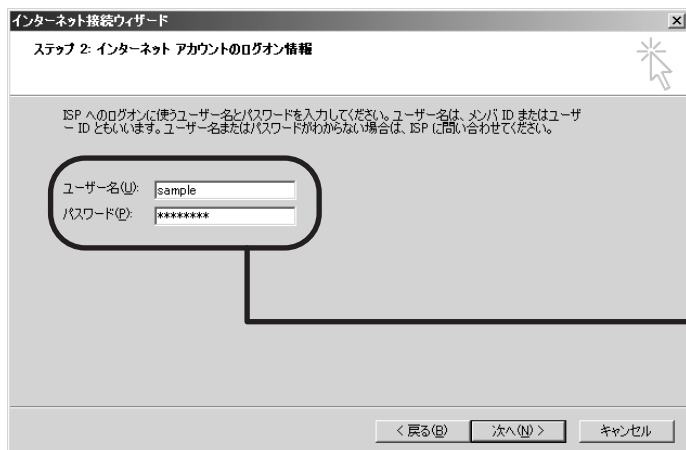 インターネット接続ウィザード
ステップ 2: インターネット アカウントのログオン情報
ISP へのログオンに使うユーザー名とパスワードを入力してください。ユーザー名は、メンバ ID またはユーザ
ー ID ともいいます。ユーザー名またはパスワードがわからない場合は、ISP に問い合わせてください。
ユーザー名(U): sample
パスワード(P): ********
< 戻る(B) 次へ(N) > キャンセル